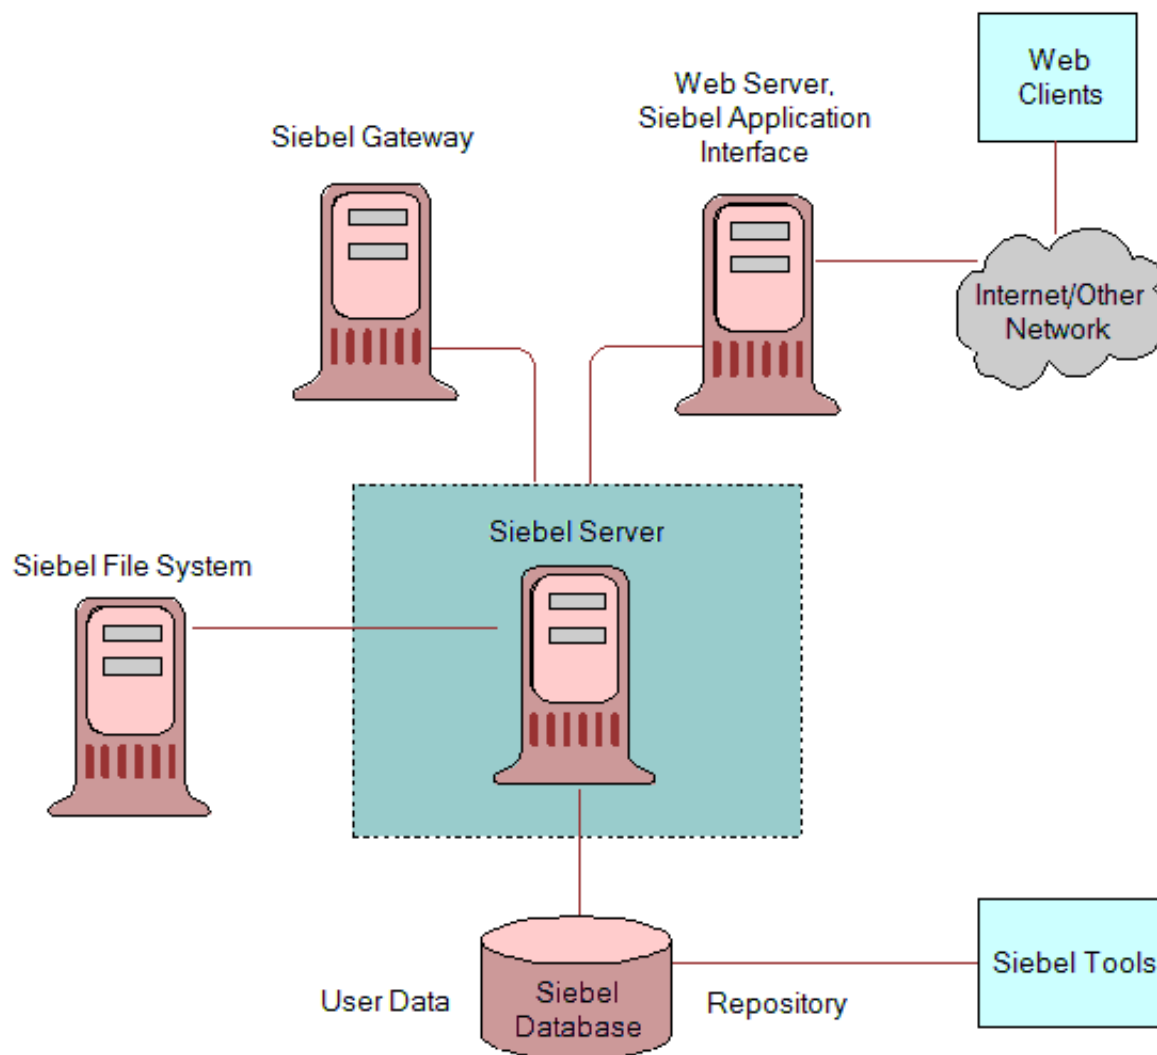 Web
Clients
Web Server,
Siebel Application
Interface
Siebel Gateway
Internet/Other
Network
Siebel Server
Siebel File System
Siebel Tools
User Data
Siebel
Database
Repository